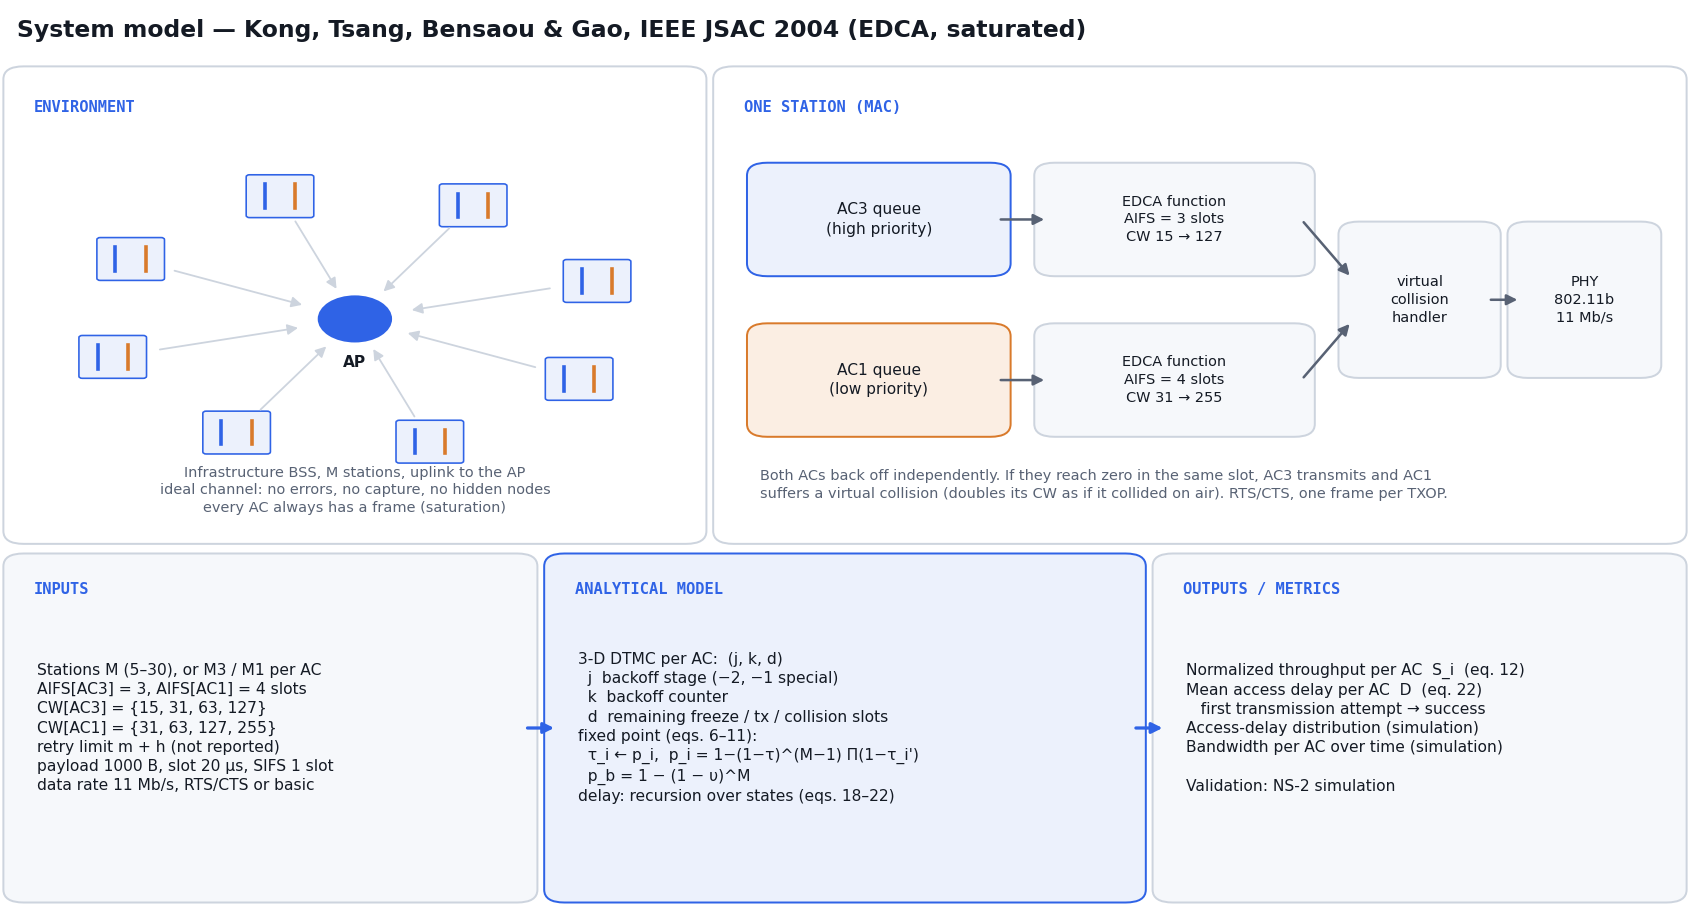 System model — Kong, Tsang, Bensaou & Gao, IEEE JSAC 2004 (EDCA, saturated)
ENVIRONMENT
AP
Infrastructure BSS, M stations, uplink to the AP
ideal channel: no errors, no capture, no hidden nodes
every AC always has a frame (saturation)
ONE STATION (MAC)
AC3 queue
(high priority)
EDCA function
AIFS = 3 slots
CW 15 → 127
AC1 queue
(low priority)
EDCA function
AIFS = 4 slots
CW 31 → 255
virtual
collision
handler
PHY
802.11b
11 Mb/s
Both ACs back off independently. If they reach zero in the same slot, AC3 transmits and AC1
suffers a virtual collision (doubles its CW as if it collided on air). RTS/CTS, one frame per TXOP.
INPUTS
Stations M (5–30), or M3 / M1 per AC
AIFS[AC3] = 3, AIFS[AC1] = 4 slots
CW[AC3] = {15, 31, 63, 127}
CW[AC1] = {31, 63, 127, 255}
retry limit m + h (not reported)
payload 1000 B, slot 20 µs, SIFS 1 slot
data rate 11 Mb/s, RTS/CTS or basic
ANALYTICAL MODEL
3-D DTMC per AC:  (j, k, d)
j  backoff stage (−2, −1 special)
k  backoff counter
d  remaining freeze / tx / collision slots
fixed point (eqs. 6–11):
τ_i ← p_i,  p_i = 1−(1−τ)^(M−1) Π(1−τ_i')
p_b = 1 − (1 − υ)^M
delay: recursion over states (eqs. 18–22)
OUTPUTS / METRICS
Normalized throughput per AC  S_i  (eq. 12)
Mean access delay per AC  D  (eq. 22)
first transmission attempt → success
Access-delay distribution (simulation)
Bandwidth per AC over time (simulation)
Validation: NS-2 simulation